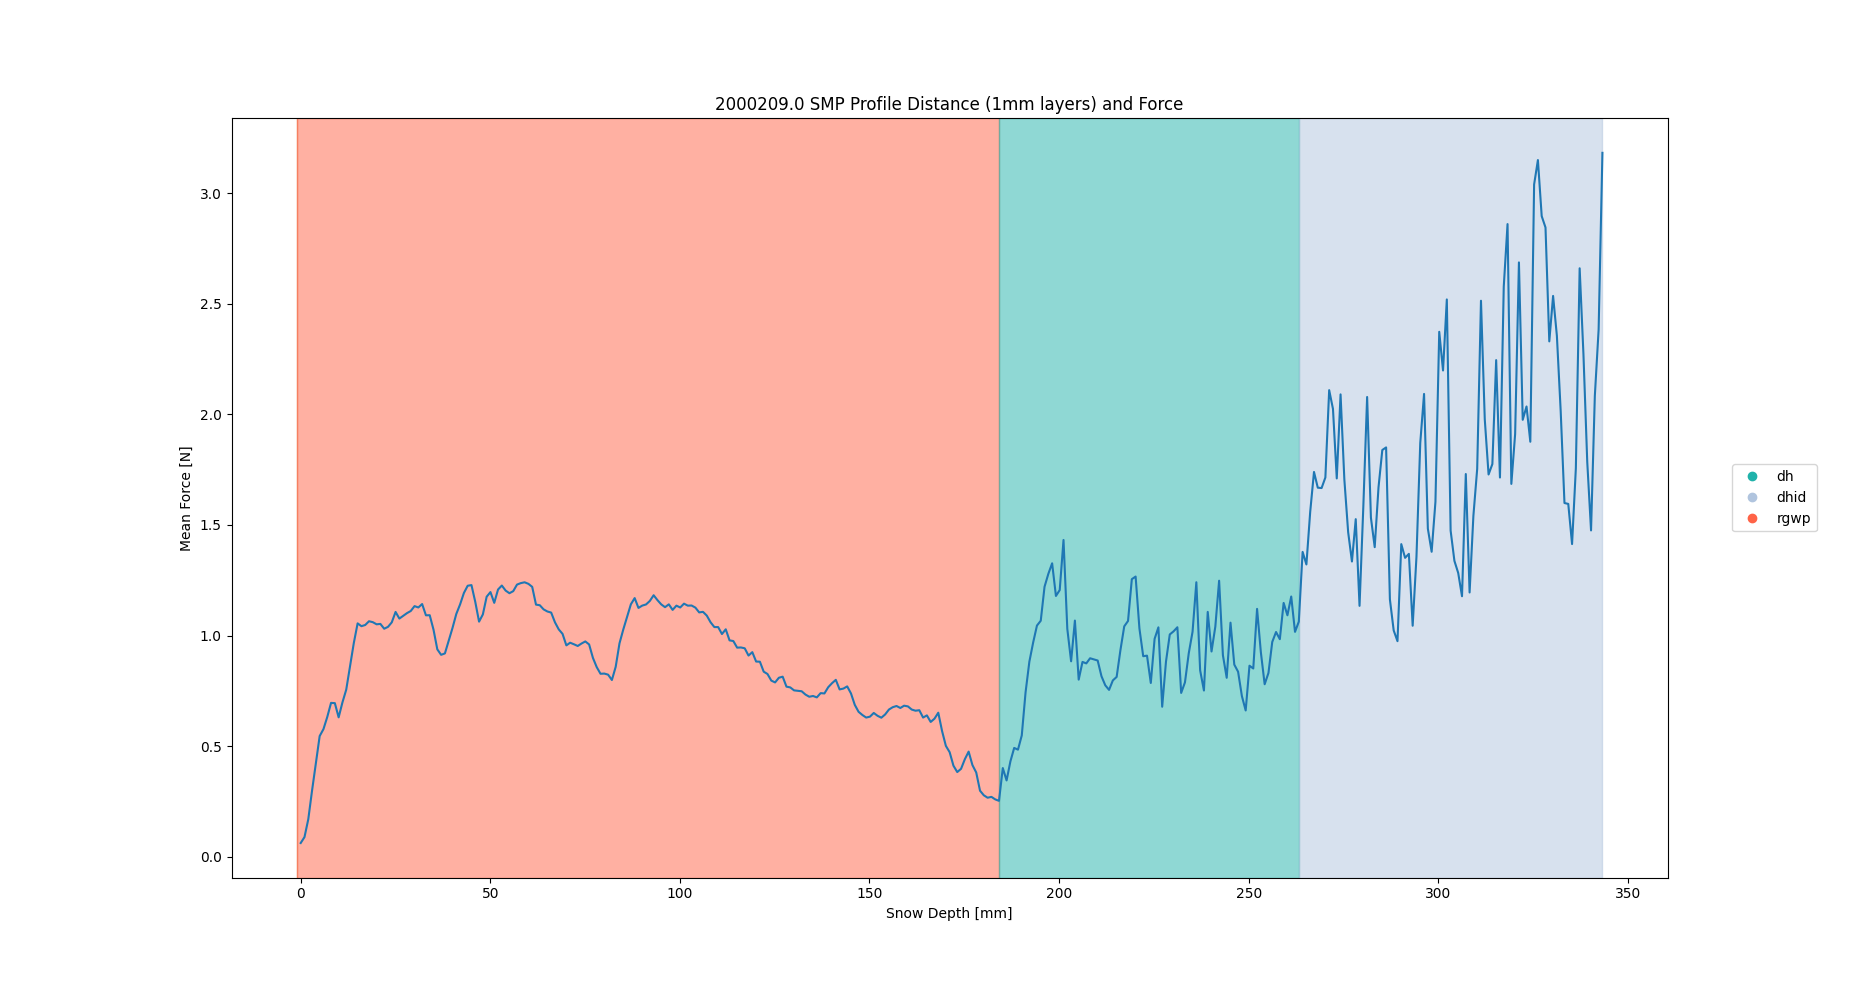 2000209.0 SMP Profile Distance (1mm layers) and Force
Mean Force [N]
3.0
2.5
2.0
1.5
1.0
0.5
0.0
0 50 100 150 200 250 300 350
Snow Depth [mm]
dh
dhid
rgwp